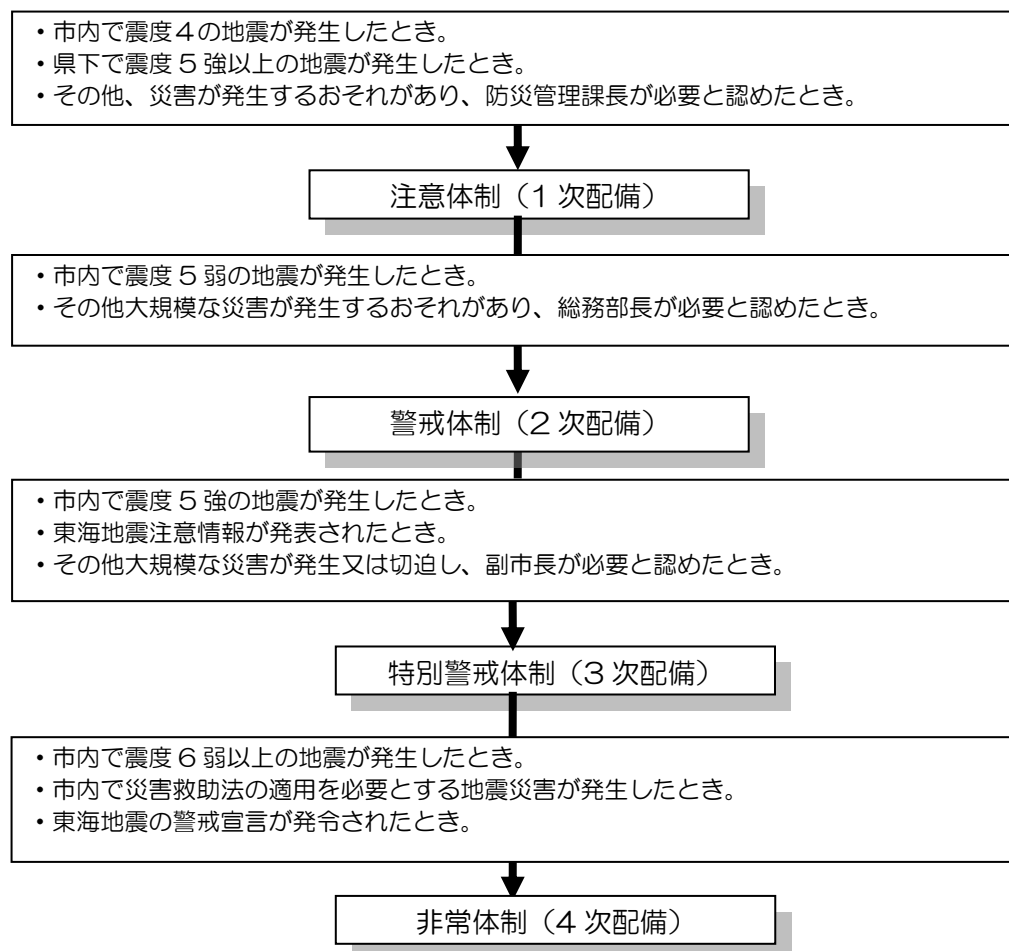 ・市内で震度４の地震が発生したとき。
・県下で震度５強以上の地震が発生したとき。
・その他、災害が発生するおそれがあり、防災管理課長が必要と認めたとき。
注意体制（１次配備）
・市内で震度５弱の地震が発生したとき。
・その他大規模な災害が発生するおそれがあり、総務部長が必要と認めたとき。
警戒体制（２次配備）
・市内で震度５強の地震が発生したとき。
・東海地震注意情報が発表されたとき。
・その他大規模な災害が発生又は切迫し、副市長が必要と認めたとき。
特別警戒体制（３次配備）
・市内で震度６弱以上の地震が発生したとき。
・市内で災害救助法の適用を必要とする地震災害が発生したとき。
・東海地震の警戒宣言が発令されたとき。
非常体制（４次配備）